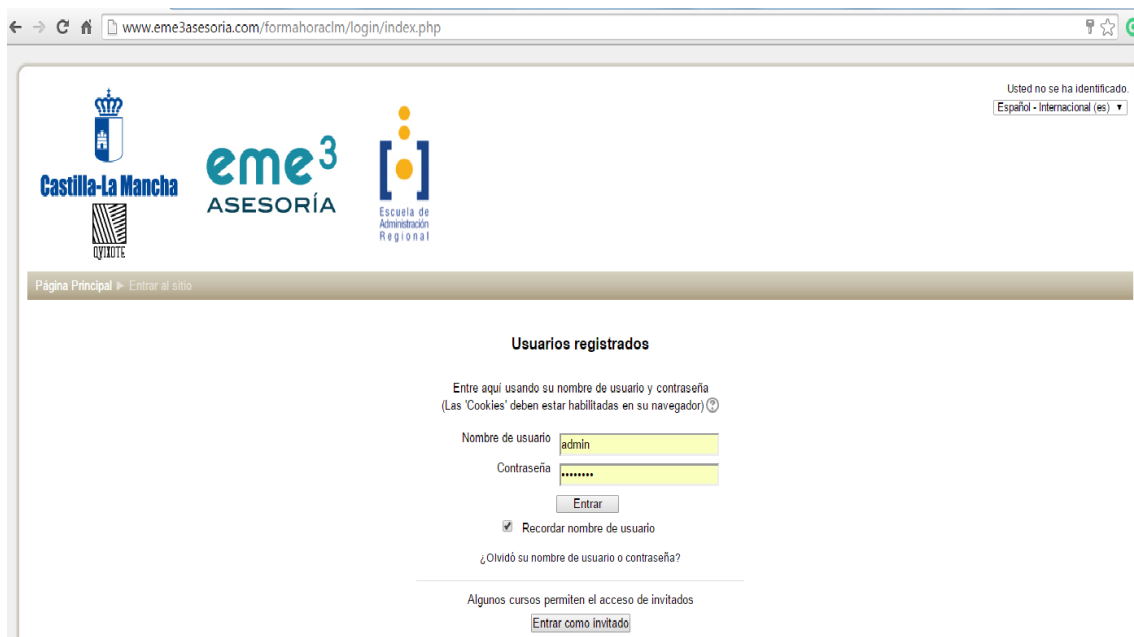 www.eme3asesoria.com/formahoraclm/login/index.php
Usted no se ha identificado.
Español - Internacional (es)
Castilla-La Mancha
QVIXOTE
eme3
ASESORÍA
Escuela de
Administración
Regional
Página Principal ► Entrar al sitio
Usuarios registrados
Entre aquí usando su nombre de usuario y contraseña
(Las 'Cookies' deben estar habilitadas en su navegador)
Nombre de usuario admin
Contraseña ••••••••
Entrar
Recordar nombre de usuario
¿Olvidó su nombre de usuario o contraseña?
Algunos cursos permiten el acceso de invitados
Entrar como invitado